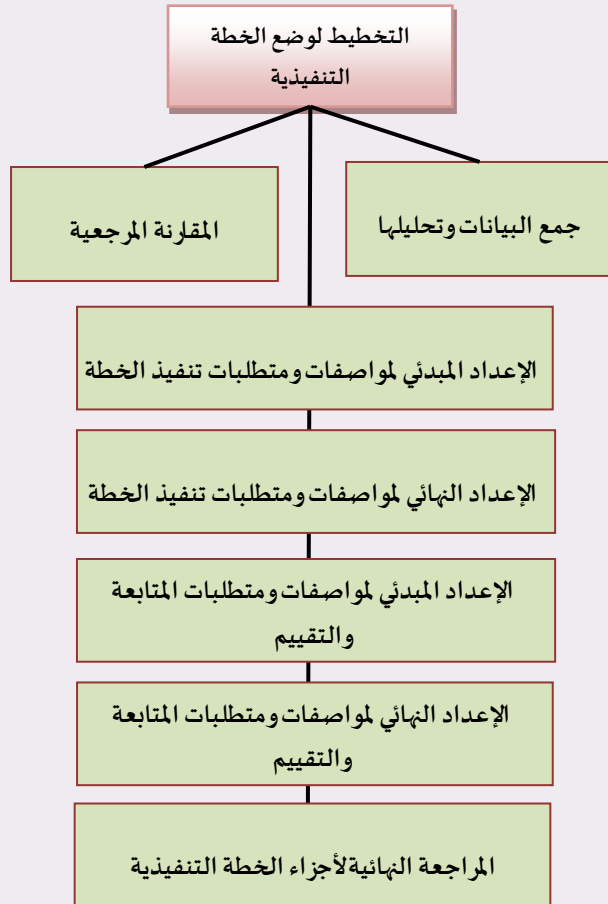 التخطيط لوضع الخطة
التنفيذية
جمع البيانات وتحليلها
المقارنة المرجعية
الإعداد المبدئي لمواصفات ومتطلبات تنفيذ الخطة
الإعداد النهائي لمواصفات ومتطلبات تنفيذ الخطة
الإعداد المبدئي لمواصفات ومتطلبات المتابعة
والتقييم
الإعداد النهائي لمواصفات ومتطلبات المتابعة
والتقييم
المراجعة النهائية لأجزاء الخطة التنفيذية